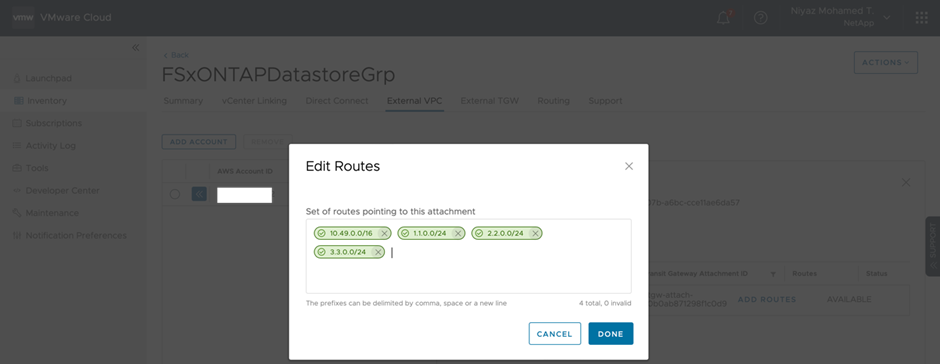 vmw VMware Cloud
Niyaz Mohamed T.
NetApp
Back
FSxONTAPDatastoreGrp
ACTIONS
Launchpad
Inventory
Subscriptions
Activity Log
Tools
Developer Center
Maintenance
Notification Preferences
Summary vCenter Linking Direct Connect External VPC External TGW Routing Support
ADD ACCOUNT
AWS Account ID
Edit Routes
Set of routes pointing to this attachment
10.49.0.0/16 1.1.0.0/24 2.2.0.0/24
3.3.0.0/24
The prefixes can be delimited by comma, space or a new line 4 total, 0 invalid
CANCEL DONE
Transit Gateway Attachment ID Routes Status
ADD ROUTES AVAILABLE
SUPPORT